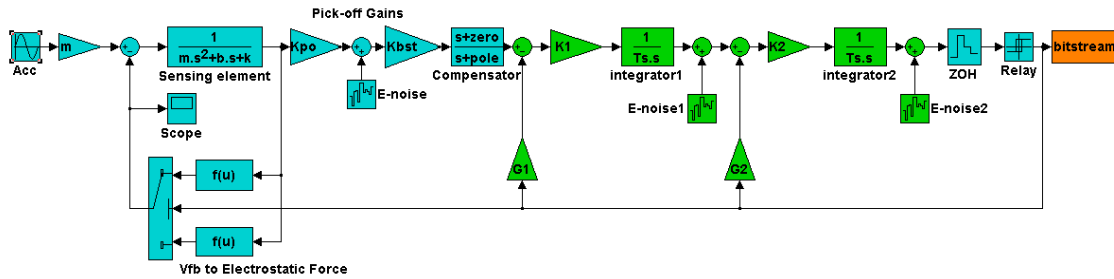 Pick-off Gains
Acc
m
1
m.s²+b.s+k
Sensing element
Kpo
E-noise
Kbst
s+zero
s+pole
Compensator
K1
1
Ts.s
integrator1
E-noise1
K2
1
Ts.s
integrator2
E-noise2
ZOH
Relay
bitstream
Scope
G1
G2
f(u)
f(u)
Vfb to Electrostatic Force